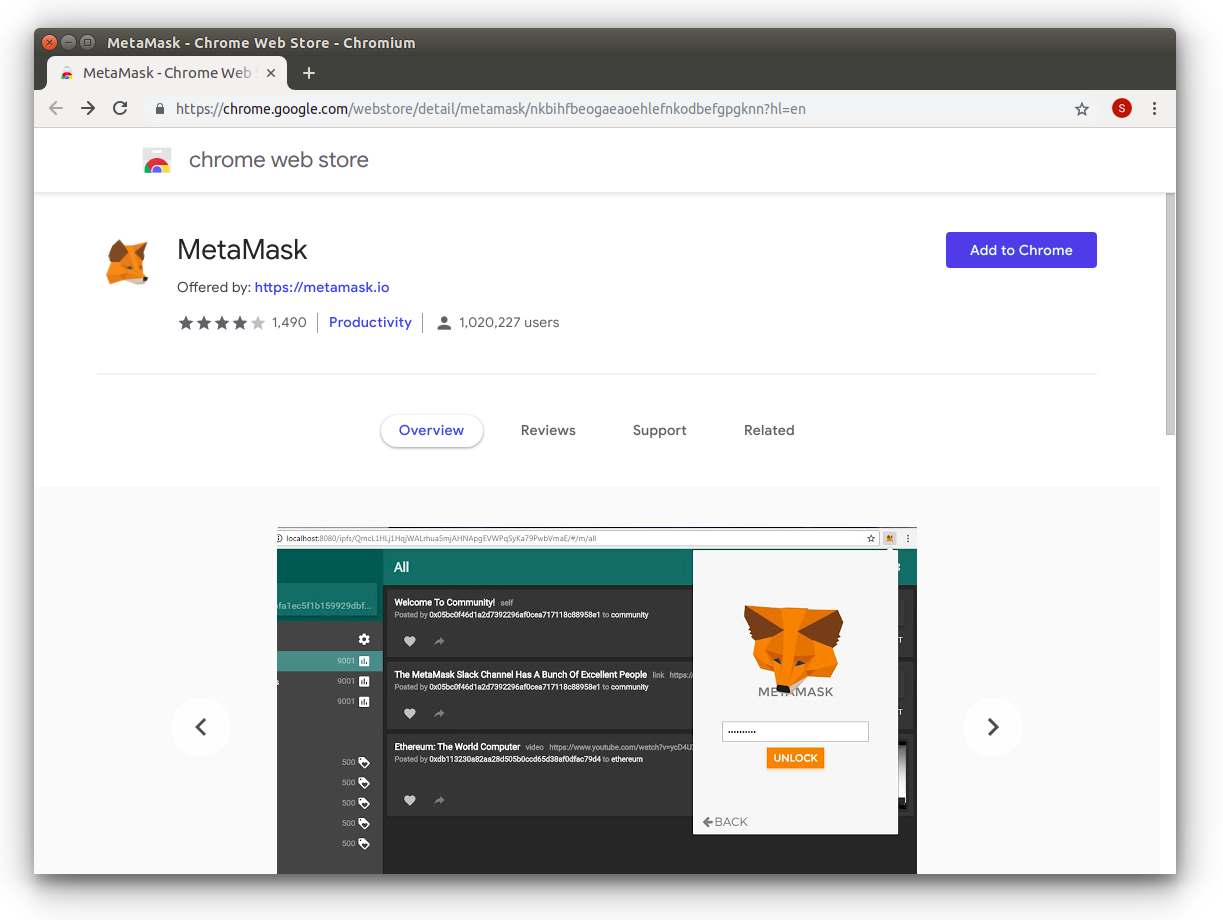 MetaMask - Chrome Web Store - Chromium
MetaMask - Chrome Web
https://chrome.google.com/webstore/detail/metamask/nkbihfbeogaeaoehlefnkodbefgpgknn?hl=en
S
chrome web store
MetaMask
Add to Chrome
Offered by: https://metamask.io
1,490
Productivity
1,020,227 users
Overview
Reviews
Support
Related
localhost:8080/ipfs/QmcL1HLj1HqjWALrhua5mjAHNApgEVWPqSyKa79PwbVmaE/#/m/all
All
fa1ec5f1b159929dbf...
Welcome To Community! self
Posted by 0x05bc0f46d1a2d7392296af0cea717118c88958e1 to community
9001
The MetaMask Slack Channel Has A Bunch Of Excellent People link https:/
9001
Posted by 0x05bc0f46d1a2d7392296af0cea717118c88958e1 to community
9001
Ethereum: The World Computer video https://www.youtube.com/watch?v=ycD4U
Posted by 0xdb113230a82aa28d505b0ccd65d38af0dfac79d4 to ethereum
500
500
500
500
500
METAMASK
UNLOCK
BACK